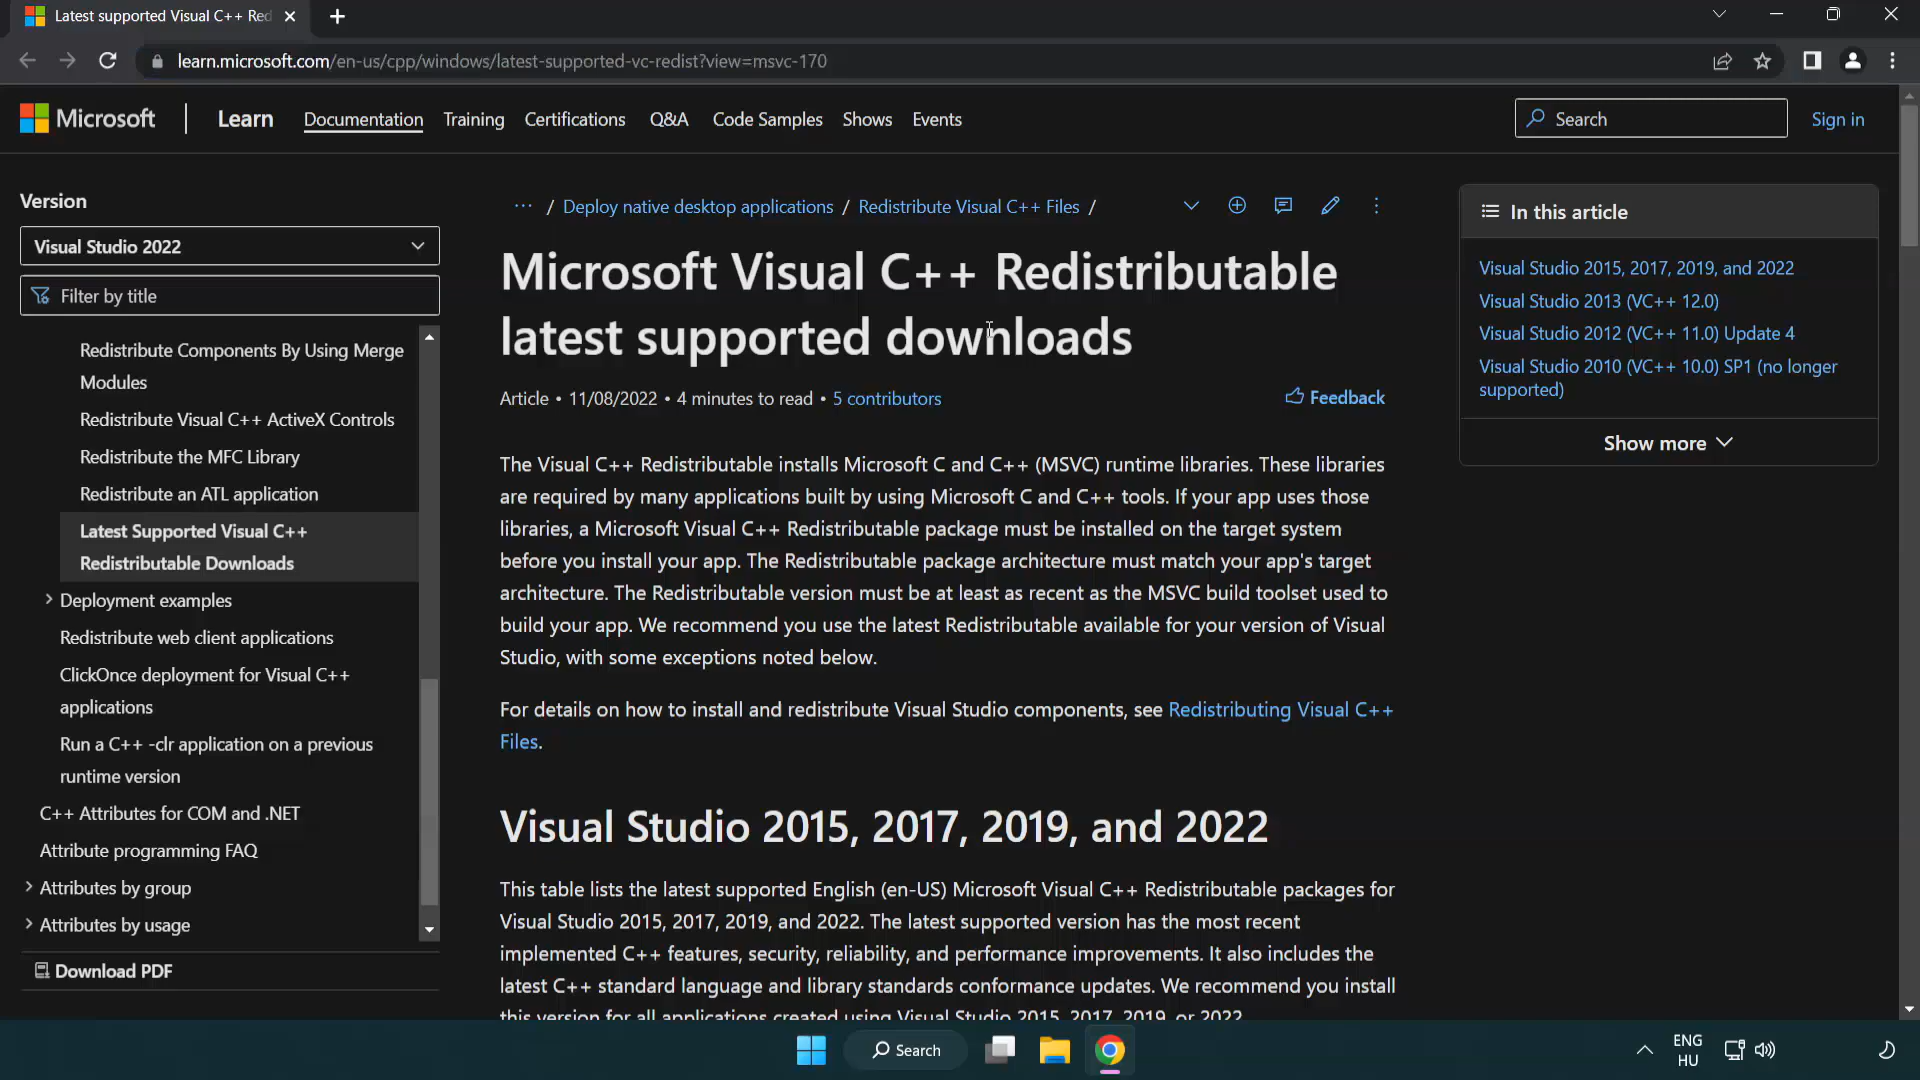 Latest supported Visual C++ Red
learn.microsoft.com/en-us/cpp/windows/latest-supported-vc-redist?view=msvc-170
Microsoft
Learn
Documentation
Training
Certifications
Q&A
Code Samples
Shows
Events
Search
Sign in
Version
Visual Studio 2022
Filter by title
Redistribute Components By Using Merge
Modules
Redistribute Visual C++ ActiveX Controls
Redistribute the MFC Library
Redistribute an ATL application
Latest Supported Visual C++
Redistributable Downloads
Deployment examples
Redistribute web client applications
ClickOnce deployment for Visual C++
applications
Run a C++ -clr application on a previous
runtime version
C++ Attributes for COM and .NET
Attribute programming FAQ
Attributes by group
Attributes by usage
Download PDF
... / Deploy native desktop applications / Redistribute Visual C++ Files /
Microsoft Visual C++ Redistributable
latest supported downloads
Article • 11/08/2022 • 4 minutes to read • 5 contributors
Feedback
The Visual C++ Redistributable installs Microsoft C and C++ (MSVC) runtime libraries. These libraries
are required by many applications built by using Microsoft C and C++ tools. If your app uses those
libraries, a Microsoft Visual C++ Redistributable package must be installed on the target system
before you install your app. The Redistributable package architecture must match your app's target
architecture. The Redistributable version must be at least as recent as the MSVC build toolset used to
build your app. We recommend you use the latest Redistributable available for your version of Visual
Studio, with some exceptions noted below.
For details on how to install and redistribute Visual Studio components, see Redistributing Visual C++
Files.
Visual Studio 2015, 2017, 2019, and 2022
This table lists the latest supported English (en-US) Microsoft Visual C++ Redistributable packages for
Visual Studio 2015, 2017, 2019, and 2022. The latest supported version has the most recent
implemented C++ features, security, reliability, and performance improvements. It also includes the
latest C++ standard language and library standards conformance updates. We recommend you install
this version for all applications created using Visual Studio 2015, 2017, 2019, or 2022.
In this article
Visual Studio 2015, 2017, 2019, and 2022
Visual Studio 2013 (VC++ 12.0)
Visual Studio 2012 (VC++ 11.0) Update 4
Visual Studio 2010 (VC++ 10.0) SP1 (no longer
supported)
Show more
Search
ENG
HU